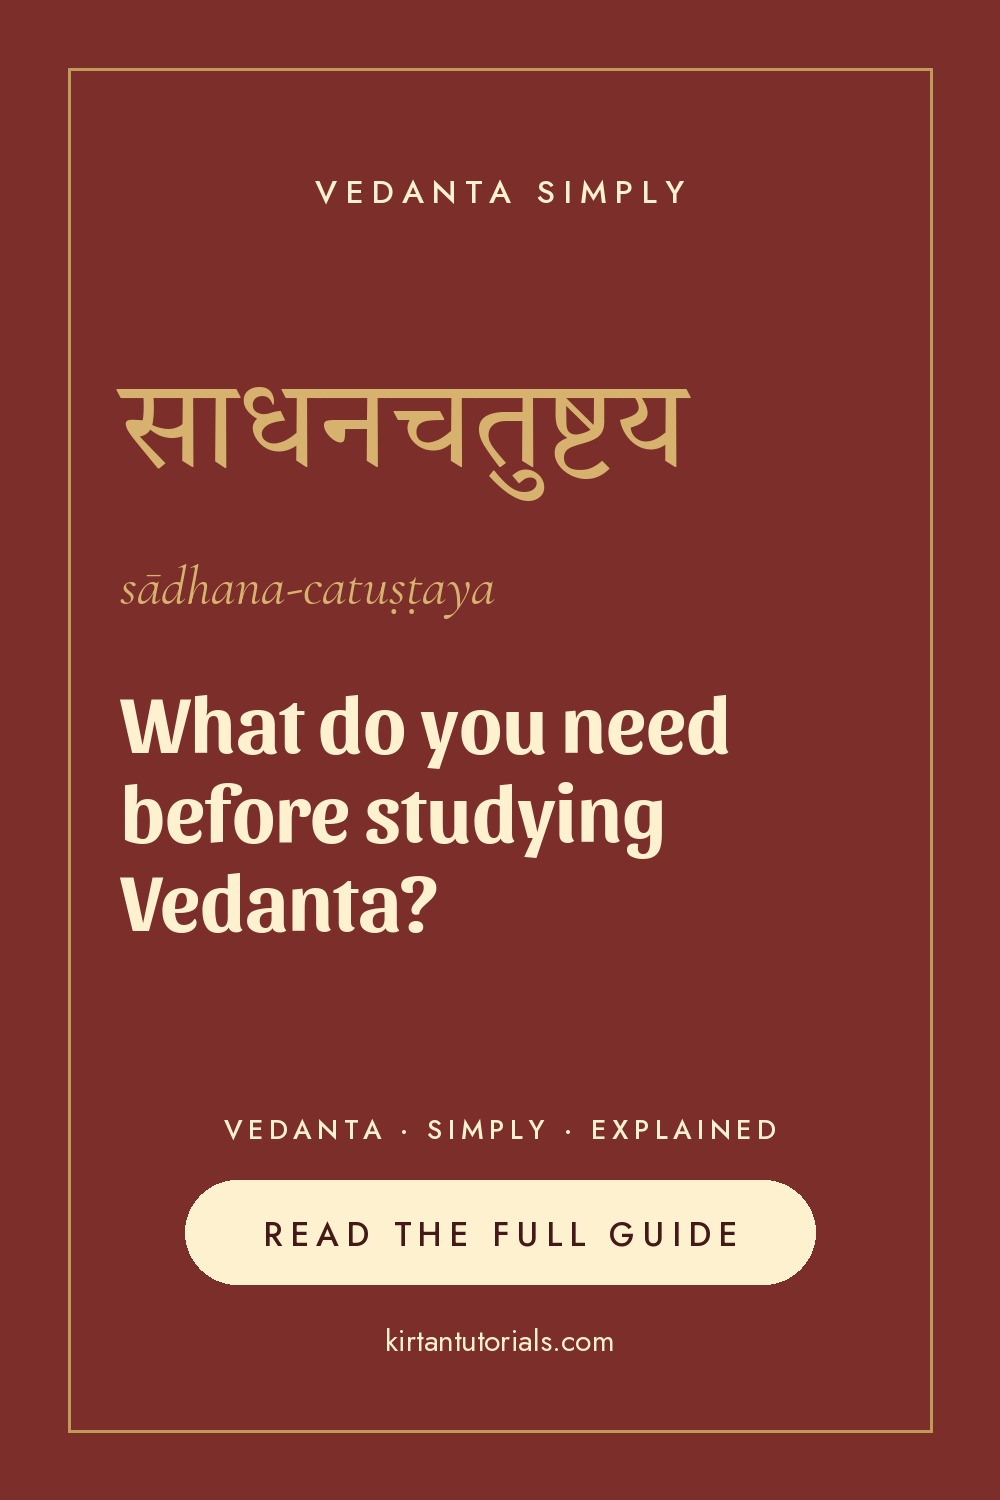 VEDANTA SIMPLY
साधनचतुष्टय
sādhana-catuṣṭaya
What do you need
before studying
Vedanta?
VEDANTA · SIMPLY · EXPLAINED
READ THE FULL GUIDE
kirtantutorials.com